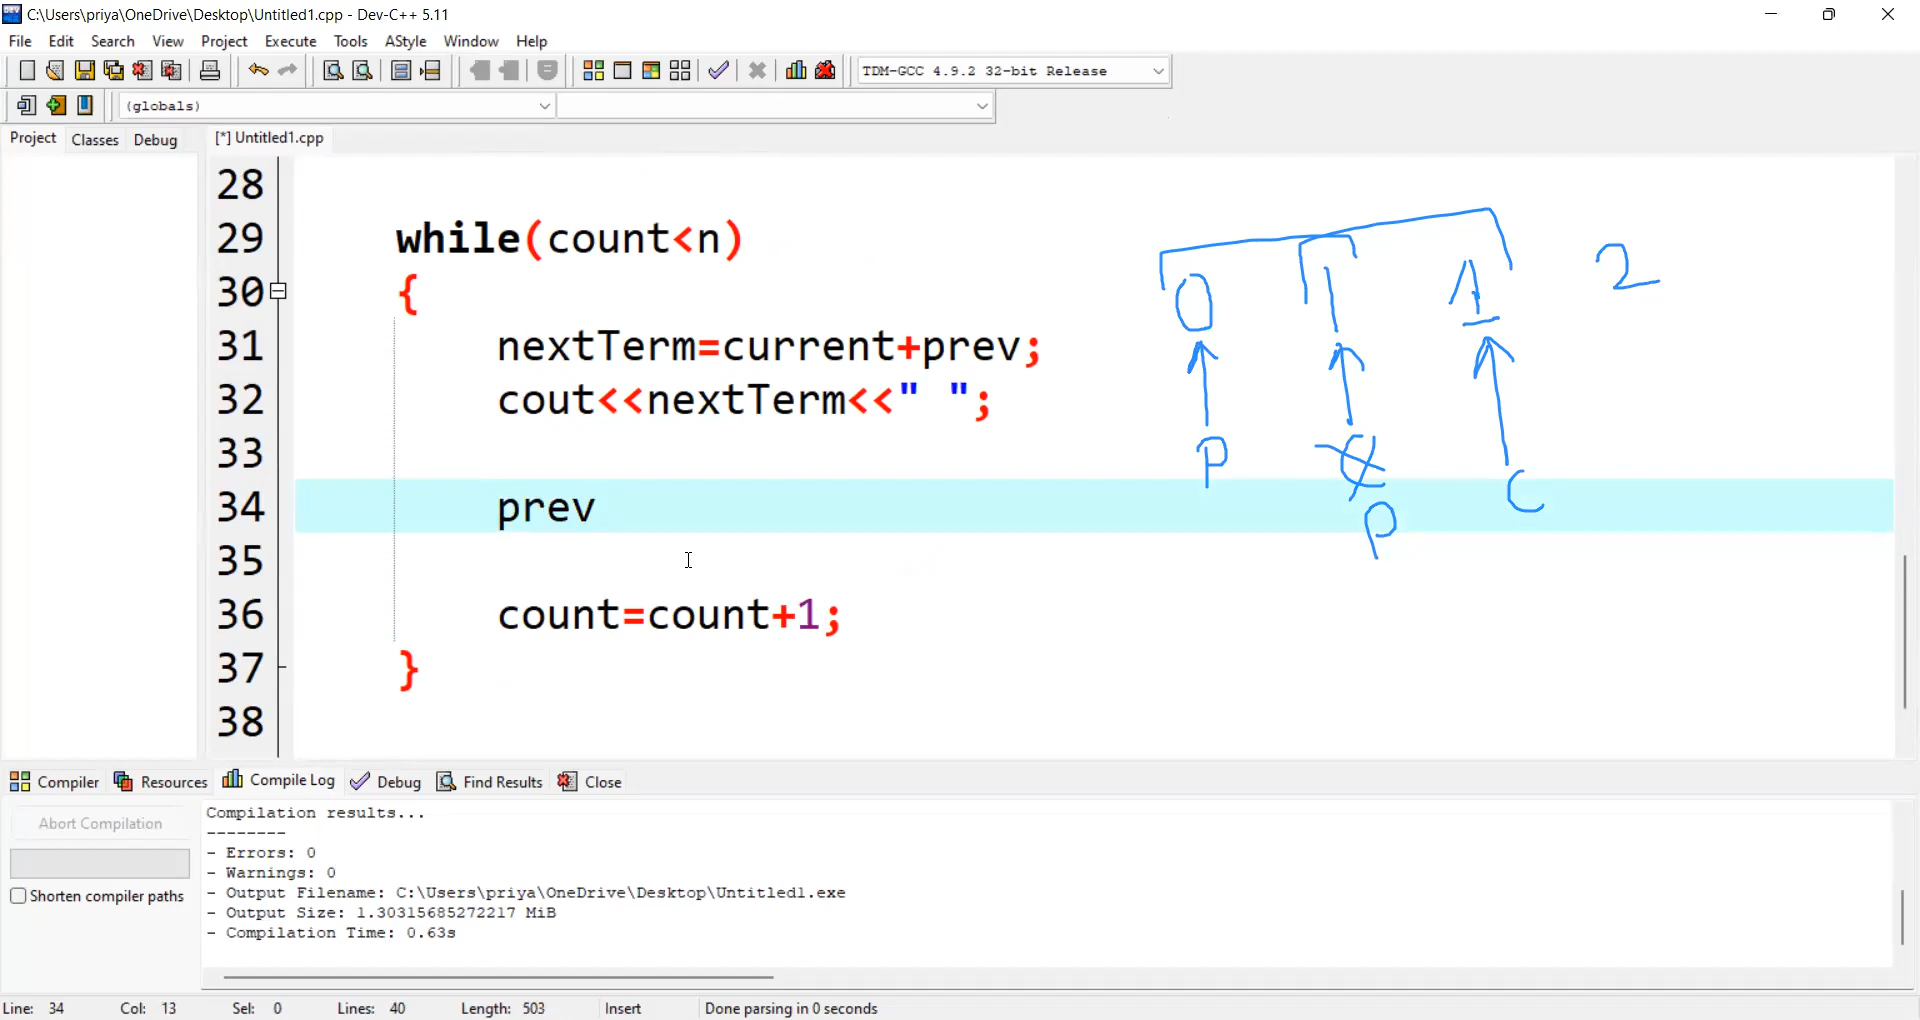 C:\Users\priya\OneDrive\Desktop\Untitled1.cpp - Dev-C++ 5.11
File Edit Search View Project Execute Tools AStyle Window Help
TDM-GCC 4.9.2 32-bit Release
(globals)
Project Classes Debug [*] Untitled1.cpp
28
29 while(count<n)
30 {
31 nextTerm=current+prev;
32 cout<<nextTerm<<" ";
33
34 prev
35
36 count=count+1;
37 }
38
0 1 1 2
P C C
P
Compiler Resources Compile Log Debug Find Results Close
Abort Compilation
Shorten compiler paths
Compilation results...
--------
- Errors: 0
- Warnings: 0
- Output Filename: C:\Users\priya\OneDrive\Desktop\Untitled1.exe
- Output Size: 1.30315685272217 MiB
- Compilation Time: 0.63s
Line: 34 Col: 13 Sel: 0 Lines: 40 Length: 503 Insert Done parsing in 0 seconds